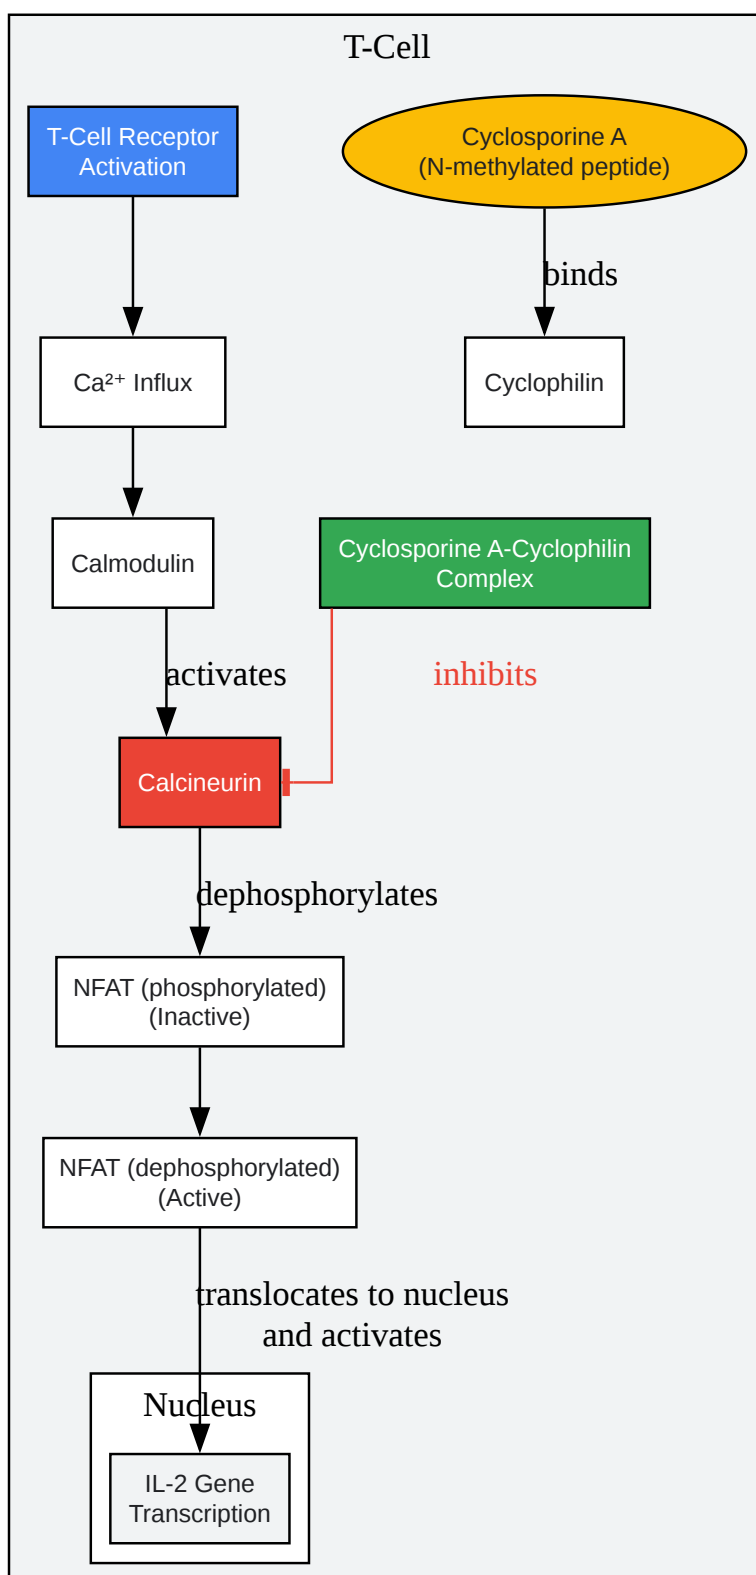 T-Cell
T-Cell Receptor
Activation
Cyclosporine A
(N-methylated peptide)
binds
Ca²⁺ Influx
Cyclophilin
Calmodulin
Cyclosporine A-Cyclophilin
Complex
activates
inhibits
Calcineurin
dephosphorylates
NFAT (phosphorylated)
(Inactive)
NFAT (dephosphorylated)
(Active)
translocates to nucleus
and activates
Nucleus
IL-2 Gene
Transcription